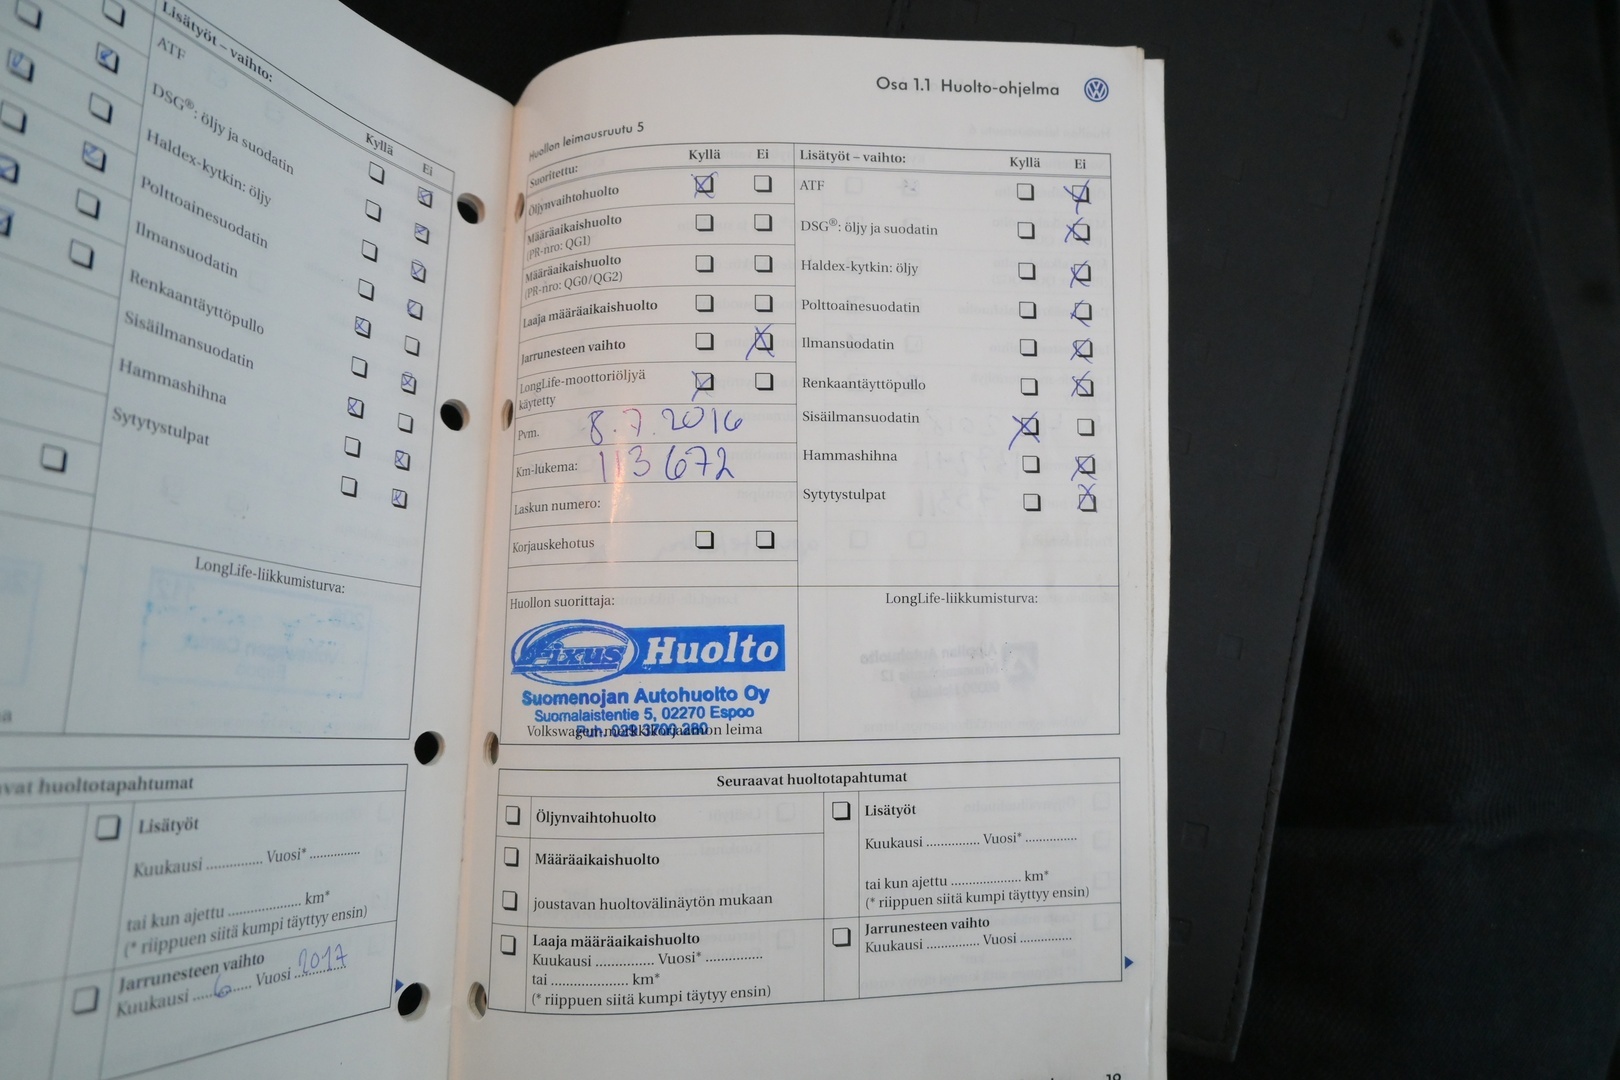 Lisätyöt – vaihto:
ATF
DSG®: öljy ja suodatin
Haldex-kytkin: öljy
Polttoainesuodatin
Ilmansuodatin
Renkaantäyttöpullo
Sisäilmansuodatin
Hammashihna
Sytytystulpat
Kyllä Ei
LongLife-liikkumisturva:
huoltotapahtumat
Lisätyöt
Kuukausi .............. Vuosi* ..............
tai kun ajettu .................... km*
(* riippuen siitä kumpi täyttyy ensin)
Jarrunesteen vaihto
Kuukausi ...6... Vuosi 2017
Osa 1.1 Huolto-ohjelma
Huollon leimausruutu 5
Suoritettu: Kyllä Ei
Öljynvaihtohuolto
Määräaikaishuolto
(PR-nro: QG1)
Määräaikaishuolto
(PR-nro: QG0/QG2)
Laaja määräaikaishuolto
Jarrunesteen vaihto
LongLife-moottoriöljyä
käytetty
Pvm. 8.7.2016
Km-lukema: 113 672
Laskun numero:
Korjauskehotus
Lisätyöt – vaihto: Kyllä Ei
ATF
DSG®: öljy ja suodatin
Haldex-kytkin: öljy
Polttoainesuodatin
Ilmansuodatin
Renkaantäyttöpullo
Sisäilmansuodatin
Hammashihna
Sytytystulpat
Huollon suorittaja:
Fixus Huolto
Suomenojan Autohuolto Oy
Suomalaistentie 5, 02270 Espoo
Volkswagen-merkkikorjaamon leima
LongLife-liikkumisturva:
Seuraavat huoltotapahtumat
Öljynvaihtohuolto
Määräaikaishuolto
joustavan huoltovälinäytön mukaan
Laaja määräaikaishuolto
Kuukausi .............. Vuosi* ..............
tai .................... km*
(* riippuen siitä kumpi täytyy ensin)
Lisätyöt
Kuukausi .............. Vuosi* ..............
tai kun ajettu .................... km*
(* riippuen siitä kumpi täyttyy ensin)
Jarrunesteen vaihto
Kuukausi .............. Vuosi ..............